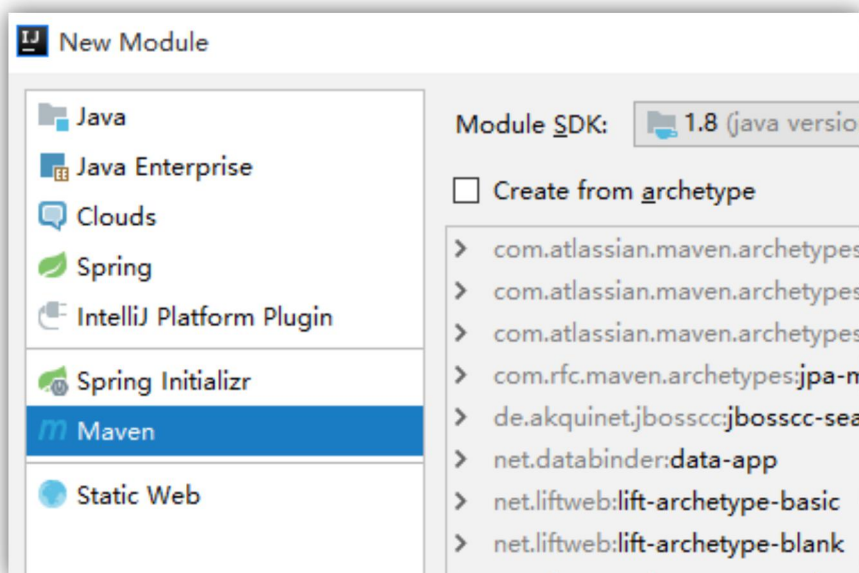 New Module
Java
Java Enterprise
Clouds
Spring
IntelliJ Platform Plugin
Spring Initializr
Maven
Static Web
Module SDK: 1.8 (java versio
Create from archetype
com.atlassian.maven.archetypes
com.atlassian.maven.archetypes
com.atlassian.maven.archetypes
com.rfc.maven.archetypes:jpa-m
de.akquinet.jbosscc:jbosscc-sea
net.databinder:data-app
net.liftweb:lift-archetype-basic
net.liftweb:lift-archetype-blank